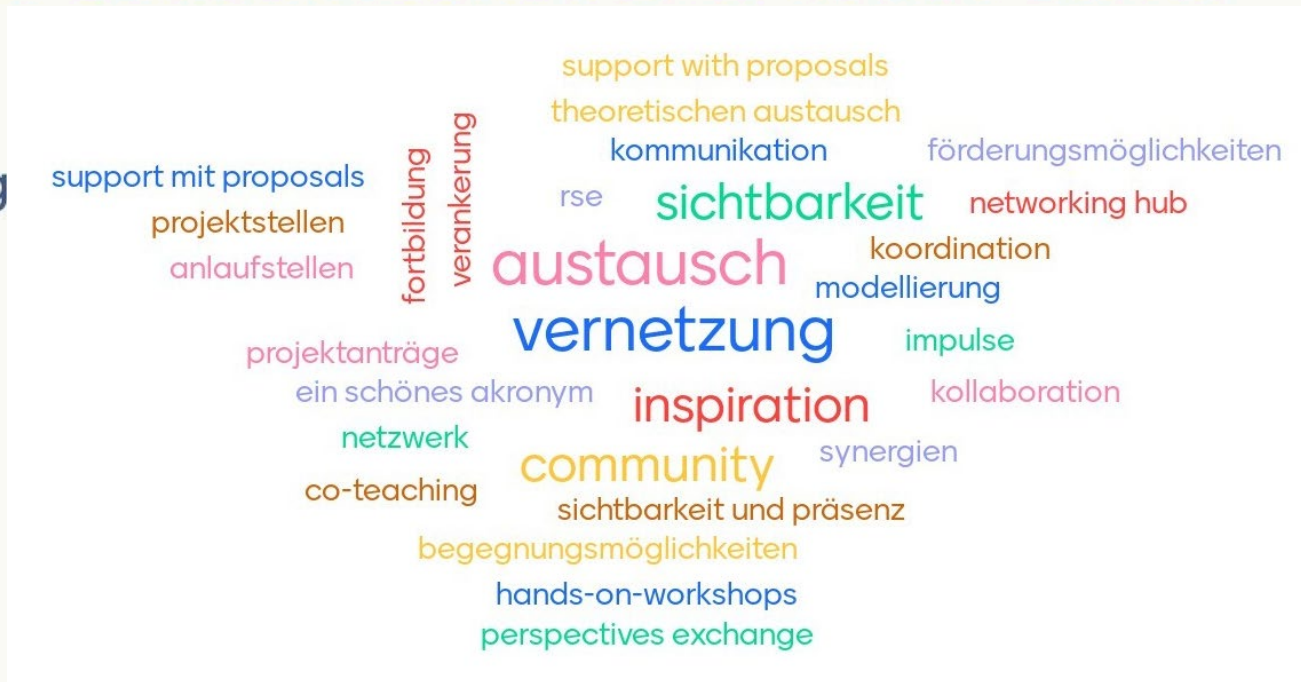 support with proposals
theoretischen austausch
kommunikation
förderungsmöglichkeiten
support mit proposals
rse
sichtbarkeit
networking hub
projektstellen
fortbildung
verankerung
austausch
koordination
anlaufstellen
modellierung
vernetzung
impulse
projektanträge
ein schönes akronym
inspiration
kollaboration
netzwerk
community
synergien
co-teaching
sichtbarkeit und präsenz
begegnungsmöglichkeiten
hands-on-workshops
perspectives exchange